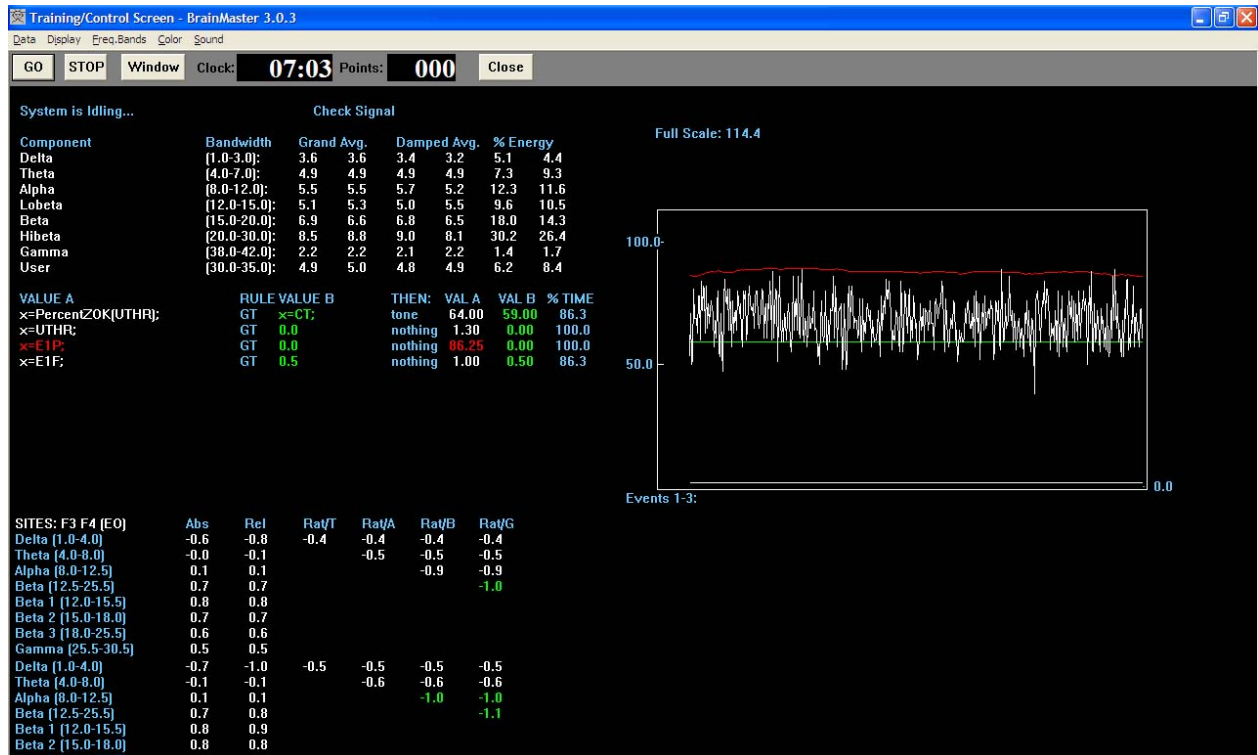 Training/Control Screen - BrainMaster 3.0.3
Data Display Freq.Bands Color Sound
GO STOP Window Clock: 07:03 Points: 000 Close
System is Idling... Check Signal
Full Scale: 114.4
Component Bandwidth Grand Avg. Damped Avg. % Energy
Delta (1.0-3.0): 3.6 3.6 3.4 3.2 5.1 4.4
Theta (4.0-7.0): 4.9 4.9 4.9 4.9 7.3 9.3
Alpha (8.0-12.0): 5.5 5.5 5.7 5.2 12.3 11.6
Lobeta (12.0-15.0): 5.1 5.3 5.0 5.5 9.6 10.5
Beta (15.0-20.0): 6.9 6.6 6.8 6.5 18.0 14.3
Hibeta (20.0-30.0): 8.5 8.8 9.0 8.1 30.2 26.4
Gamma (38.0-42.0): 2.2 2.2 2.1 2.2 1.4 1.7
User (30.0-35.0): 4.9 5.0 4.8 4.9 6.2 8.4
VALUE A RULE VALUE B THEN: VAL A VAL B % TIME
x=PercentZOK(UTHR); GT x=CT; tone 64.00 59.00 86.3
x=UTHR; GT 0.0 nothing 1.30 0.00 100.0
x=E1P; GT 0.0 nothing 86.25 0.00 100.0
x=E1F; GT 0.5 nothing 1.00 0.50 86.3
100.0-
50.0 -
- 0.0
Events 1-3:
SITES: F3 F4 (EO) Abs Rel Rat/T Rat/A Rat/B Rat/G
Delta (1.0-4.0) -0.6 -0.8 -0.4 -0.4 -0.4 -0.4
Theta (4.0-8.0) -0.0 -0.1 -0.5 -0.5 -0.5
Alpha (8.0-12.5) 0.1 0.1 -0.9 -0.9
Beta (12.5-25.5) 0.7 0.7 -1.0
Beta 1 (12.0-15.5) 0.8 0.8
Beta 2 (15.0-18.0) 0.7 0.7
Beta 3 (18.0-25.5) 0.6 0.6
Gamma (25.5-30.5) 0.5 0.5
Delta (1.0-4.0) -0.7 -1.0 -0.5 -0.5 -0.5 -0.5
Theta (4.0-8.0) -0.1 -0.1 -0.6 -0.6 -0.6
Alpha (8.0-12.5) 0.1 0.1 -1.0 -1.0
Beta (12.5-25.5) 0.7 0.8 -1.1
Beta 1 (12.0-15.5) 0.8 0.9
Beta 2 (15.0-18.0) 0.8 0.8